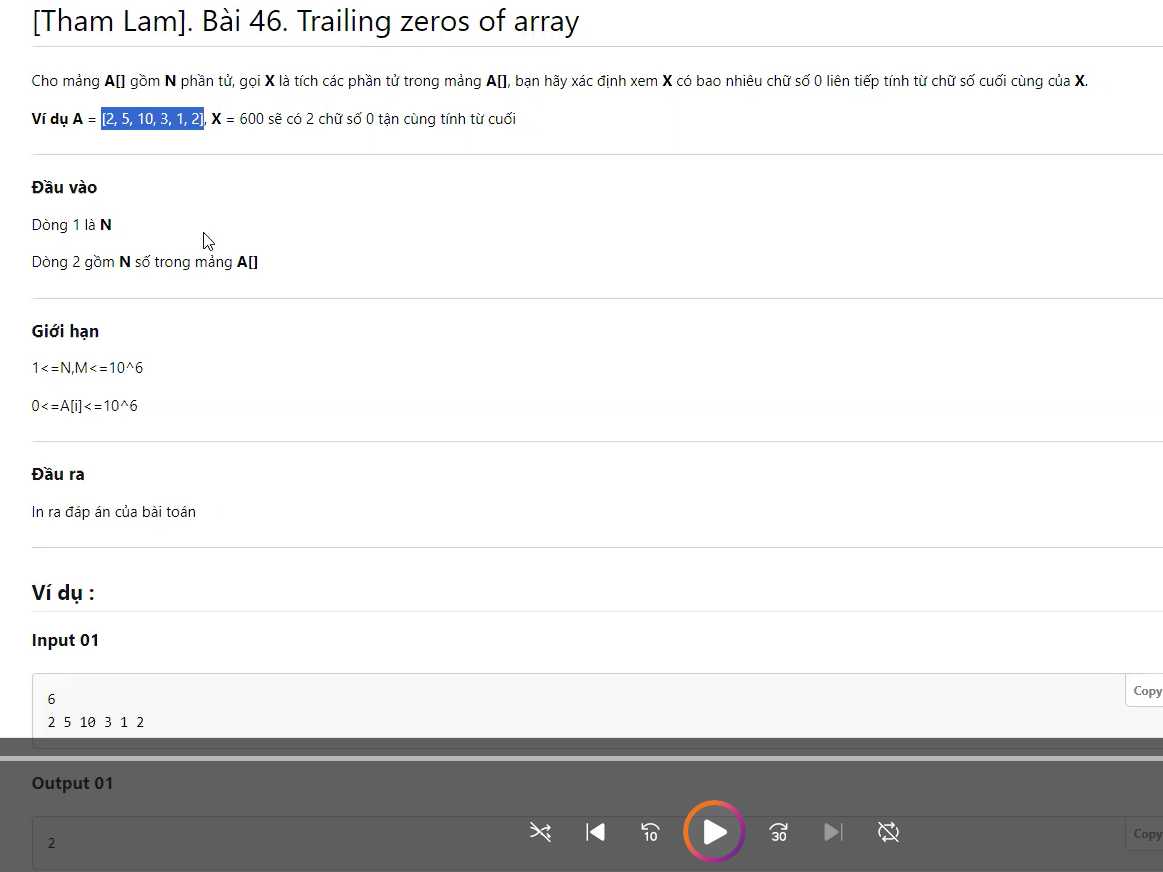 [Tham Lam]. Bài 46. Trailing zeros of array
Cho mảng A[] gồm N phần tử, gọi X là tích các phần tử trong mảng A[], bạn hãy xác định xem X có bao nhiêu chữ số 0 liên tiếp tính từ chữ số cuối cùng của X.
Ví dụ A = [2, 5, 10, 3, 1, 2], X = 600 sẽ có 2 chữ số 0 tận cùng tính từ cuối
Đầu vào
Dòng 1 là N
Dòng 2 gồm N số trong mảng A[]
Giới hạn
1<=N,M<=10^6
0<=A[i]<=10^6
Đầu ra
In ra đáp án của bài toán
Ví dụ :
Input 01
Copy
6
2 5 10 3 1 2
Output 01
Copy
2
10
30